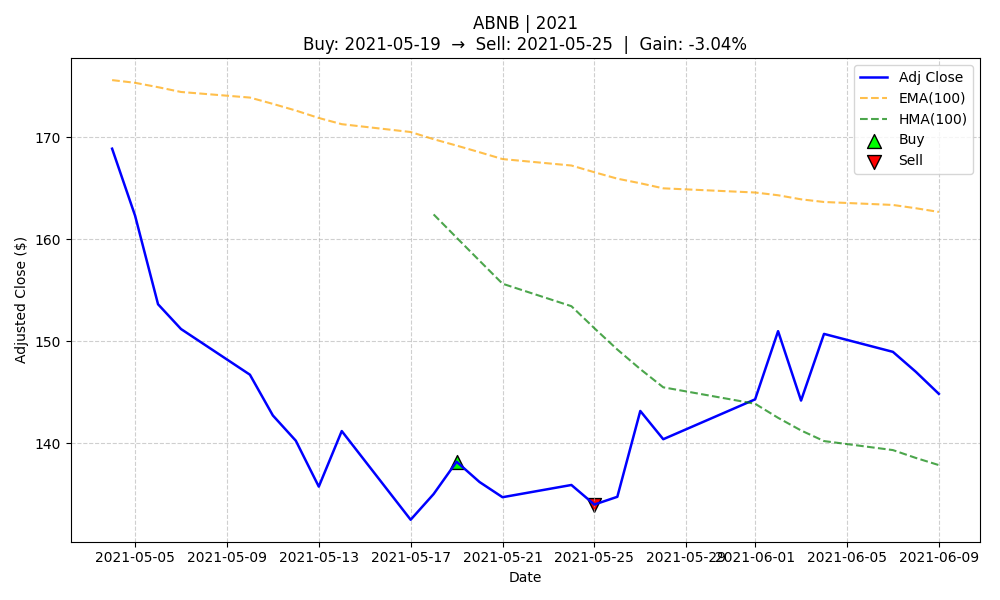 ABNB | 2021
Buy: 2021-05-19 → Sell: 2021-05-25 | Gain: -3.04%
Adj Close
EMA(100)
HMA(100)
Buy
Sell
Adjusted Close ($)
170
160
150
140
2021-05-05 2021-05-09 2021-05-13 2021-05-17 2021-05-21 2021-05-25 2021-05-29 2021-06-01 2021-06-05 2021-06-09
Date